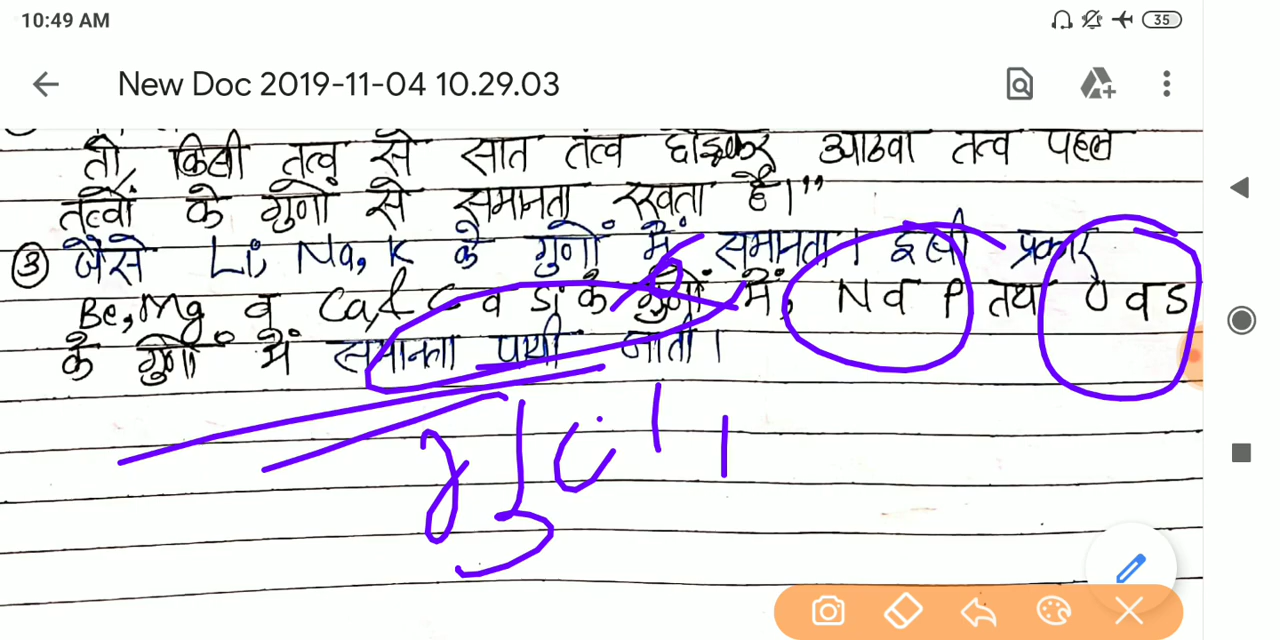 10:49 AM
35
New Doc 2019-11-04 10.29.03
तो किसी तत्व से सात तत्व छोड़कर आठवा तत्व पहल
तत्वों के गुणों से समानता रखता है।"
③ जैसे Li, Na, K के गुणों में समानता। इसी प्रकार
Be, Mg व Ca, & C व Si के गुणों में, N व P तथा O व S
के गुणों में समानता पायी जाती।